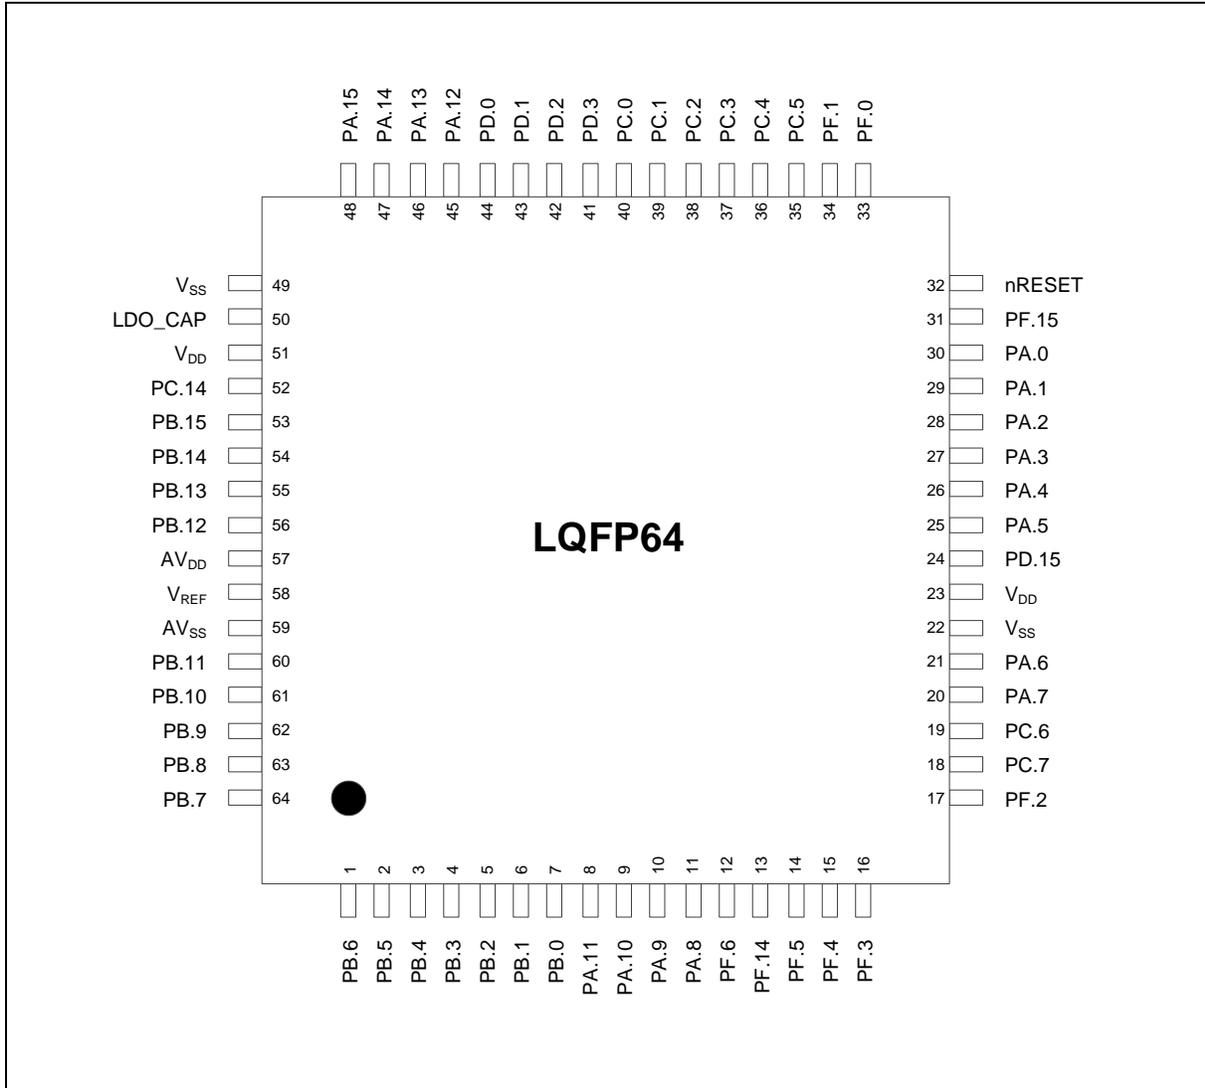 PA.15
PA.14
PA.13
PA.12
PD.0
PD.1
PD.2
PD.3
PC.0
PC.1
PC.2
PC.3
PC.4
PC.5
PF.1
PF.0
48
47
46
45
44
43
42
41
40
39
38
37
36
35
34
33
VSS 49
LDO_CAP 50
VDD 51
PC.14 52
PB.15 53
PB.14 54
PB.13 55
PB.12 56
AVDD 57
VREF 58
AVSS 59
PB.11 60
PB.10 61
PB.9 62
PB.8 63
PB.7 64
LQFP64
32 nRESET
31 PF.15
30 PA.0
29 PA.1
28 PA.2
27 PA.3
26 PA.4
25 PA.5
24 PD.15
23 VDD
22 VSS
21 PA.6
20 PA.7
19 PC.6
18 PC.7
17 PF.2
1
2
3
4
5
6
7
8
9
10
11
12
13
14
15
16
PB.6
PB.5
PB.4
PB.3
PB.2
PB.1
PB.0
PA.11
PA.10
PA.9
PA.8
PF.6
PF.14
PF.5
PF.4
PF.3